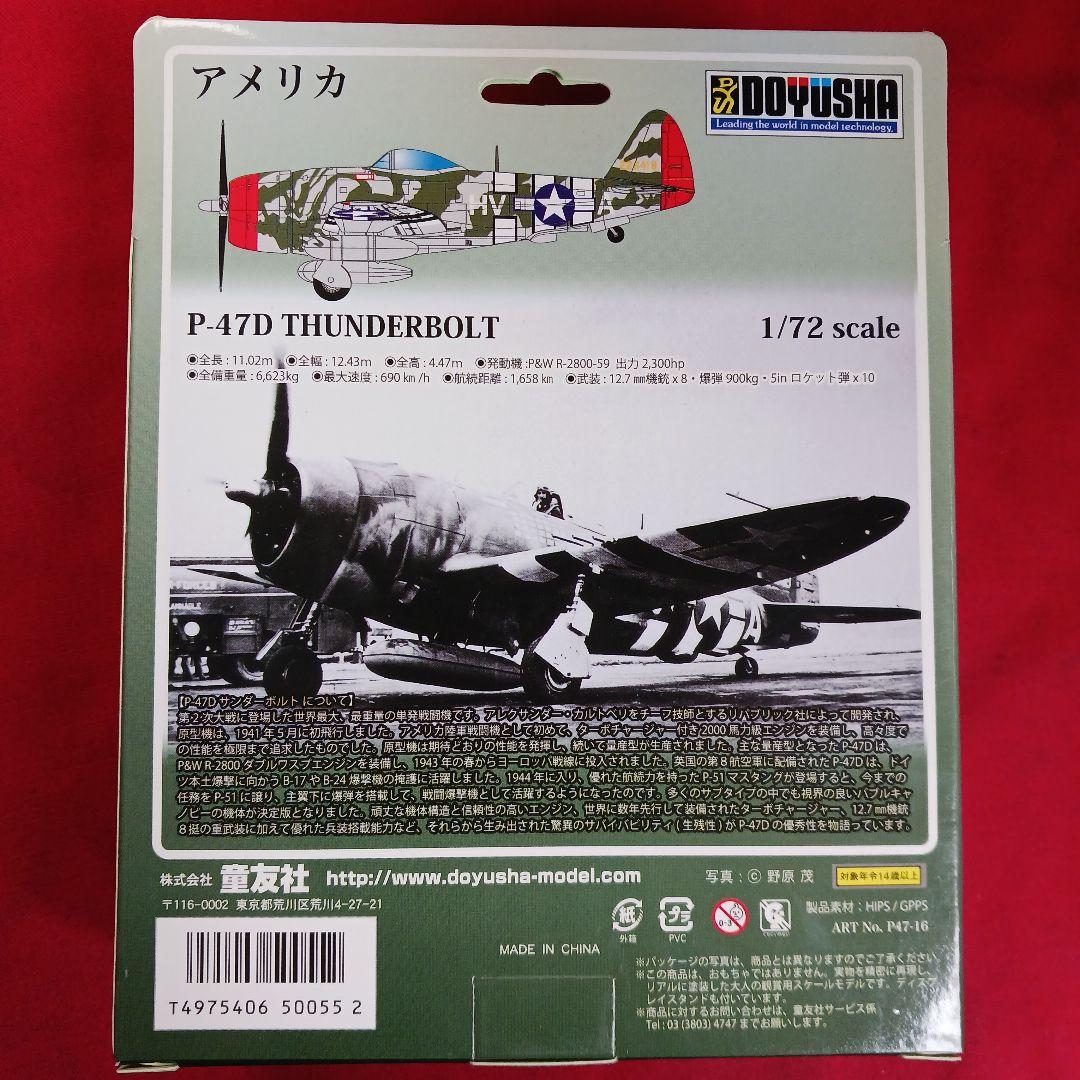 アメリカ
SPS
DOYUSHA
Leading the world in model technology.
HV
P-47D THUNDERBOLT
1/72 scale
◉全長:11.02m ◉全幅:12.43m ◉全高:4.47m ◉発動機:P&W R-2800-59 出力 2,300hp
◉全備重量:6,623kg ◉最大速度:690 km/h ◉航続距離:1,658 km ◉武装:12.7 mm機銃 x 8・爆弾 900kg・5in ロケット弾 x 10
A
【P-47D サンダーボルト について】
第2次大戦に登場した世界最大、最重量の単発戦闘機です。アレクサンダー・カルトベリをチーフ技師とするリパブリック社によって開発され、
原型機は、1941年5月に初飛行しました。アメリカ陸軍戦闘機として初めて、ターボチャージャー付き2000馬力級エンジンを装備し、高々度で
の性能を極限まで追求したものでした。原型機は期待どおりの性能を発揮し、続いて量産型が生産されました。主な量産型となった P-47D は、
P&W R-2800 ダブルワスプエンジンを装備し、1943 年の春からヨーロッパ戦線に投入されました。英国の第8航空軍に配備された P-47D は、ドイ
ツ本土爆撃に向かう B-17 や B-24 爆撃機の掩護に活躍しました。1944 年に入り、優れた航続力を持った P-51 マスタングが登場すると、今までの
任務を P-51 に譲り、主翼下に爆弾を搭載して、戦闘爆撃機として活躍するようになったのです。多くのサブタイプの中でも視界の良いバブルキャ
ノピーの機体が決定版となりました。頑丈な機体構造と信頼性の高いエンジン、世界に数年先行して装備されたターボチャージャー、12.7 mm機銃
8挺の重武装に加えて優れた兵装搭載能力など、それらから生み出された驚異のサバイバビリティ(生残性)が P-47D の優秀性を物語っています。
株式会社 童友社 http://www.doyusha-model.com
写真:© 野原 茂
対象年令14歳以上
〒116-0002 東京都荒川区荒川4-27-21
紙
外箱
プラ
PVC
0-3
製品素材:HIPS/GPPS
ART No. P47-16
MADE IN CHINA
※パッケージの写真は、商品とは異なりますのでご了承ください
※この商品は、おもちゃではありません。実物を精密に再現し、
リアルに塗装した大人の観賞用スケールモデルです。ディスプ
レイスタンドも付いています。
※商品に対するお問い合わせは、童友社サービス係
Tel:03 (3803) 4747 までお願いします。
T4975406 50055 2